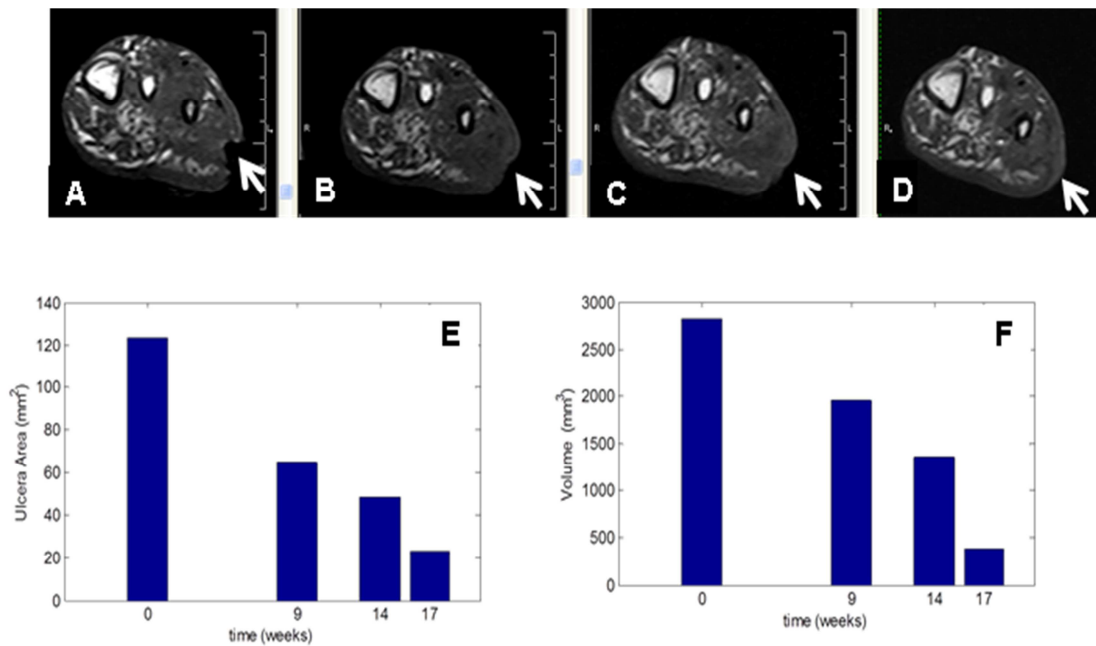 A
R
L
B
R
L
C
R
L
D
E
140
120
100
80
60
40
20
0
Ulcera Area (mm2)
0 9 14 17
time (weeks)
F
3000
2500
2000
1500
1000
500
0
Volume (mm3)
0 9 14 17
time (weeks)